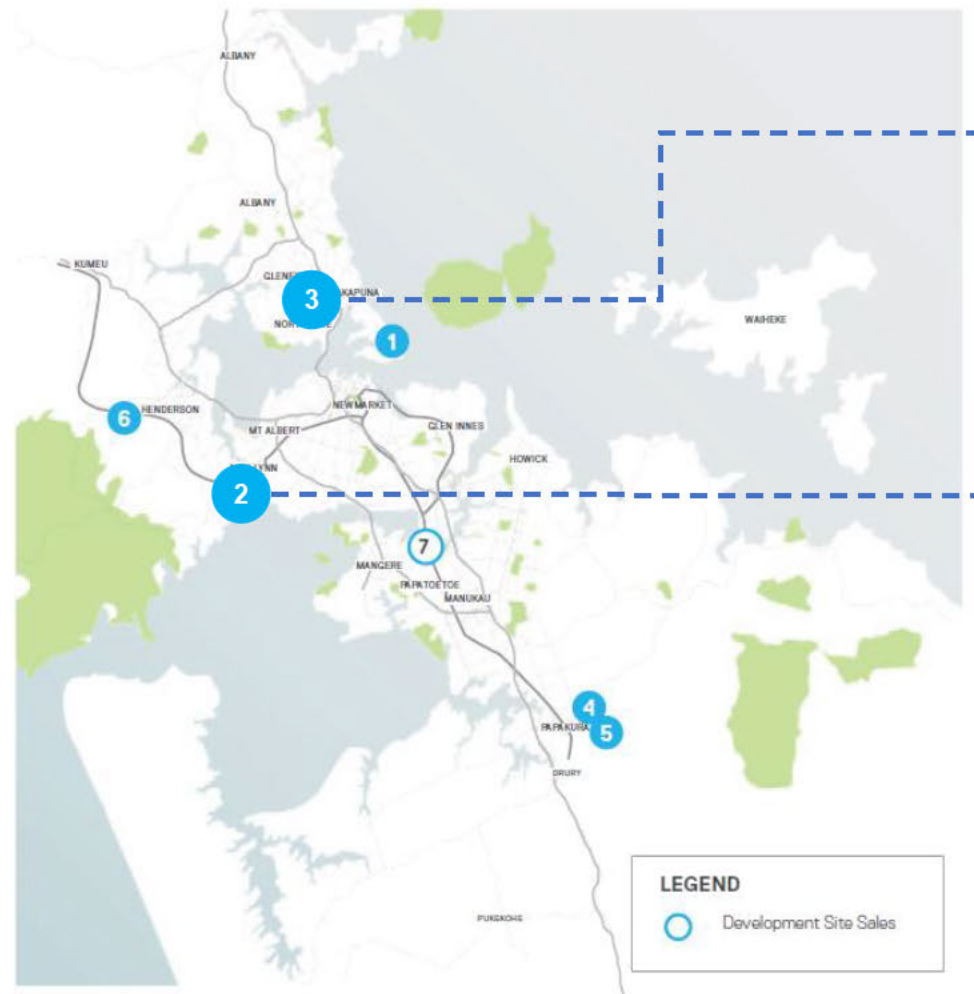 ALBANY
ALBANY
KUMEU
3
WAIHEKE
1
NEWMARKET
6
HENDERSON
MT ALBERT
GLEN INNES
HOWICK
2
7
MANGERE
PAPATOETOE
MANUKAU
4
PAPAKURA
5
DRURY
LEGEND
Development Site Sales
PUKEKOHE